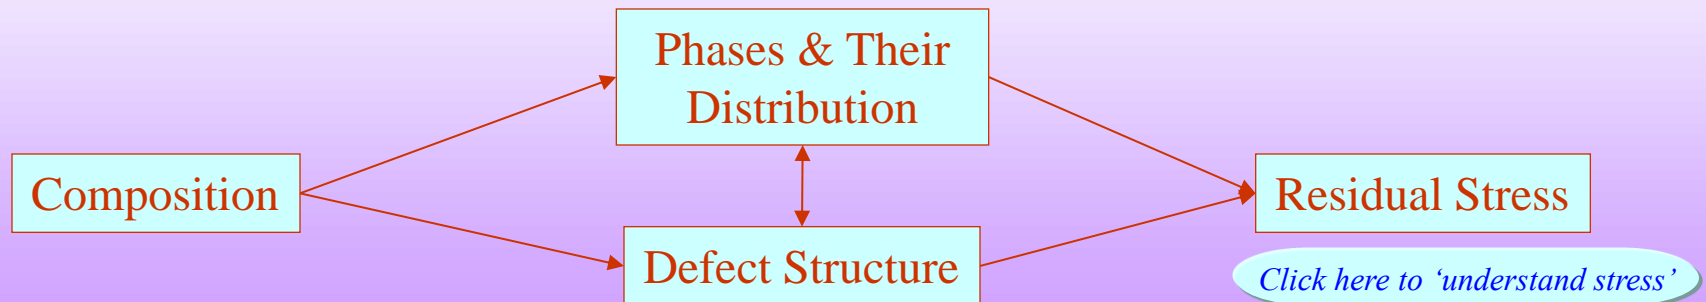 Phases & Their
Distribution
Composition
Residual Stress
Defect Structure
Click here to ‘understand stress’